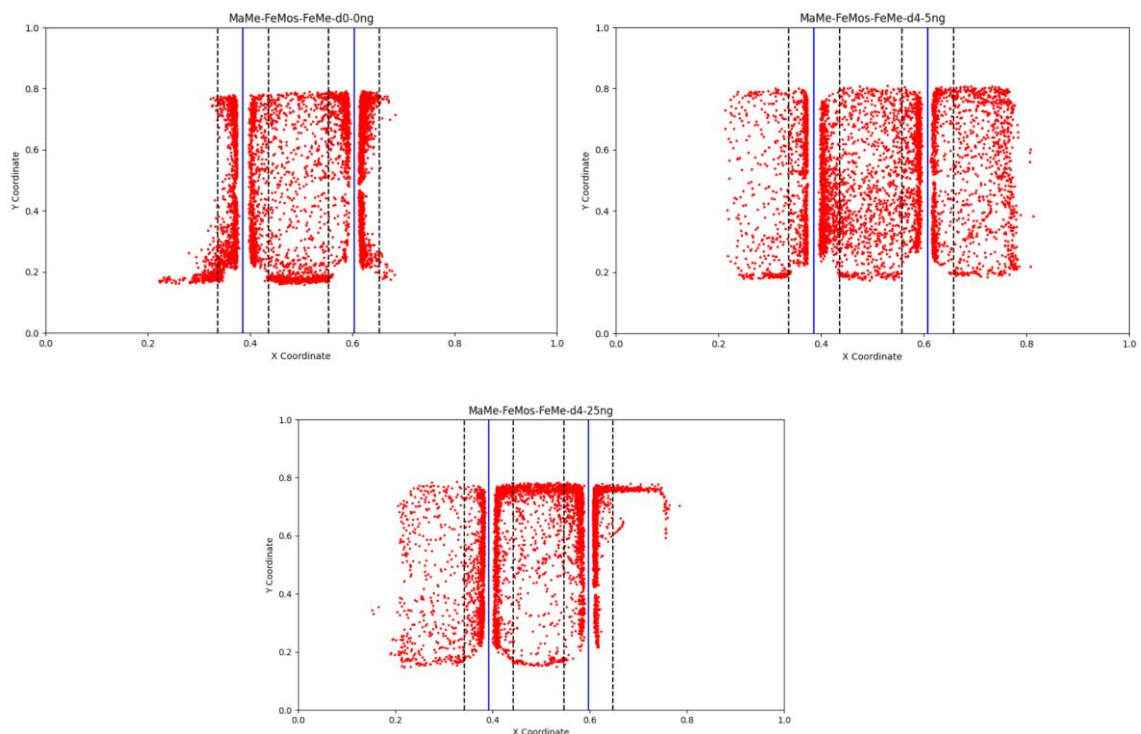 MaMe-FeMos-FeMe-d0-0ng
1.0
0.8
0.6
0.4
0.2
0.0
Y Coordinate
0.0 0.2 0.4 0.6 0.8 1.0
X Coordinate
MaMe-FeMos-FeMe-d4-5ng
1.0
0.8
0.6
0.4
0.2
0.0
Y Coordinate
0.0 0.2 0.4 0.6 0.8 1.0
X Coordinate
MaMe-FeMos-FeMe-d4-25ng
1.0
0.8
0.6
0.4
0.2
0.0
Y Coordinate
0.0 0.2 0.4 0.6 0.8 1.0
X Coordinate